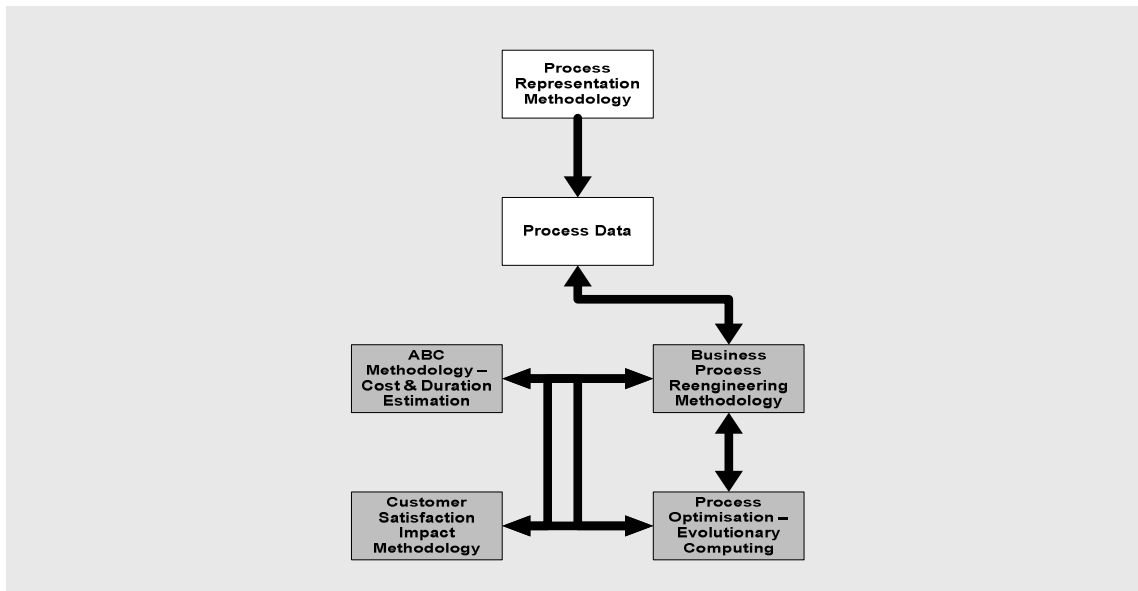 Process
Representation
Methodology
Process Data
ABC
Methodology –
Cost & Duration
Estimation
Business
Process
Reengineering
Methodology
Customer
Satisfaction
Impact
Methodology
Process
Optimisation –
Evolutionary
Computing